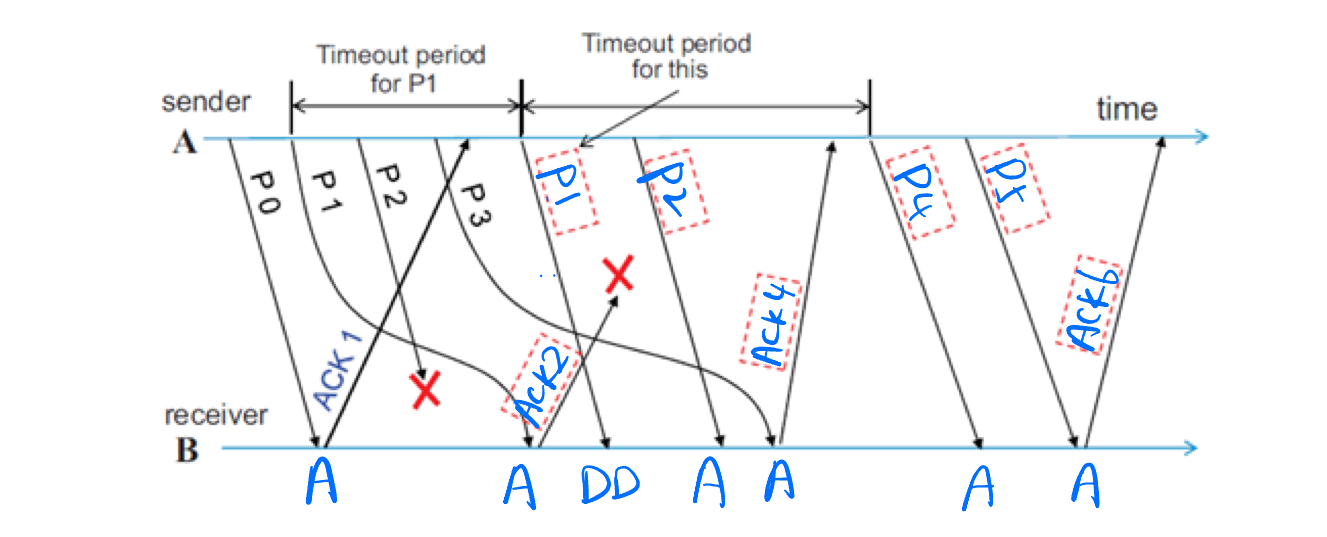 Timeout period
for P1
Timeout period
for this
sender
time
A
P0
P1
P2
P3
P1
P2
P4
P5
ACK 1
Ack2
Ack4
Ack6
receiver
B
A
A
DD
A
A
A
A